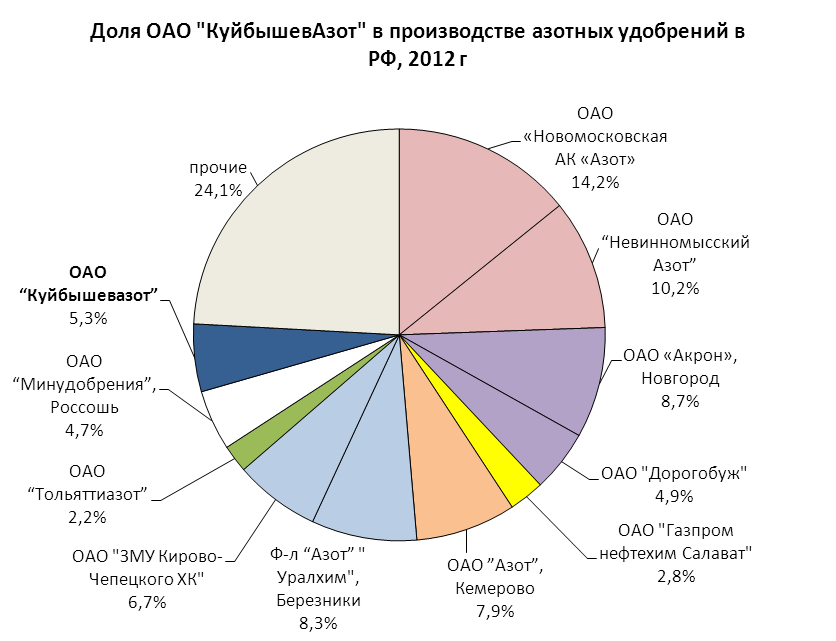 Доля ОАО "КуйбышевАзот" в производстве азотных удобрений в
РФ, 2012 г
ОАО
«Новомосковская
АК «Азот»
14,2%
ОАО
“Невинномысский
Азот”
10,2%
ОАО «Акрон»,
Новгород
8,7%
ОАО "Дорогобуж"
4,9%
ОАО "Газпром
нефтехим Салават"
2,8%
ОАО ”Азот”,
Кемерово
7,9%
Ф-л “Азот” "
Уралхим",
Березники
8,3%
ОАО "ЗМУ Кирово-
Чепецкого ХК"
6,7%
ОАО
“Тольяттиазот”
2,2%
ОАО
“Минудобрения”,
Россошь
4,7%
ОАО
“Куйбышевазот”
5,3%
прочие
24,1%